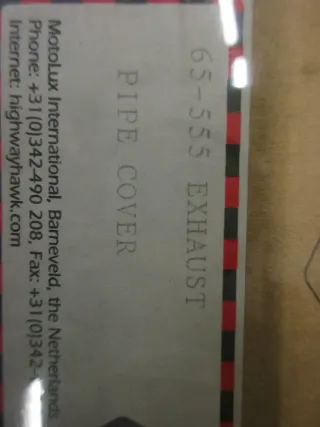 65-555 EXHAUST
PIPE COVER
MotoLux International, Barneveld, the Netherlands
Phone: +31(0)342-490 208, Fax: +31(0)342-
Internet: highwayhawk.com